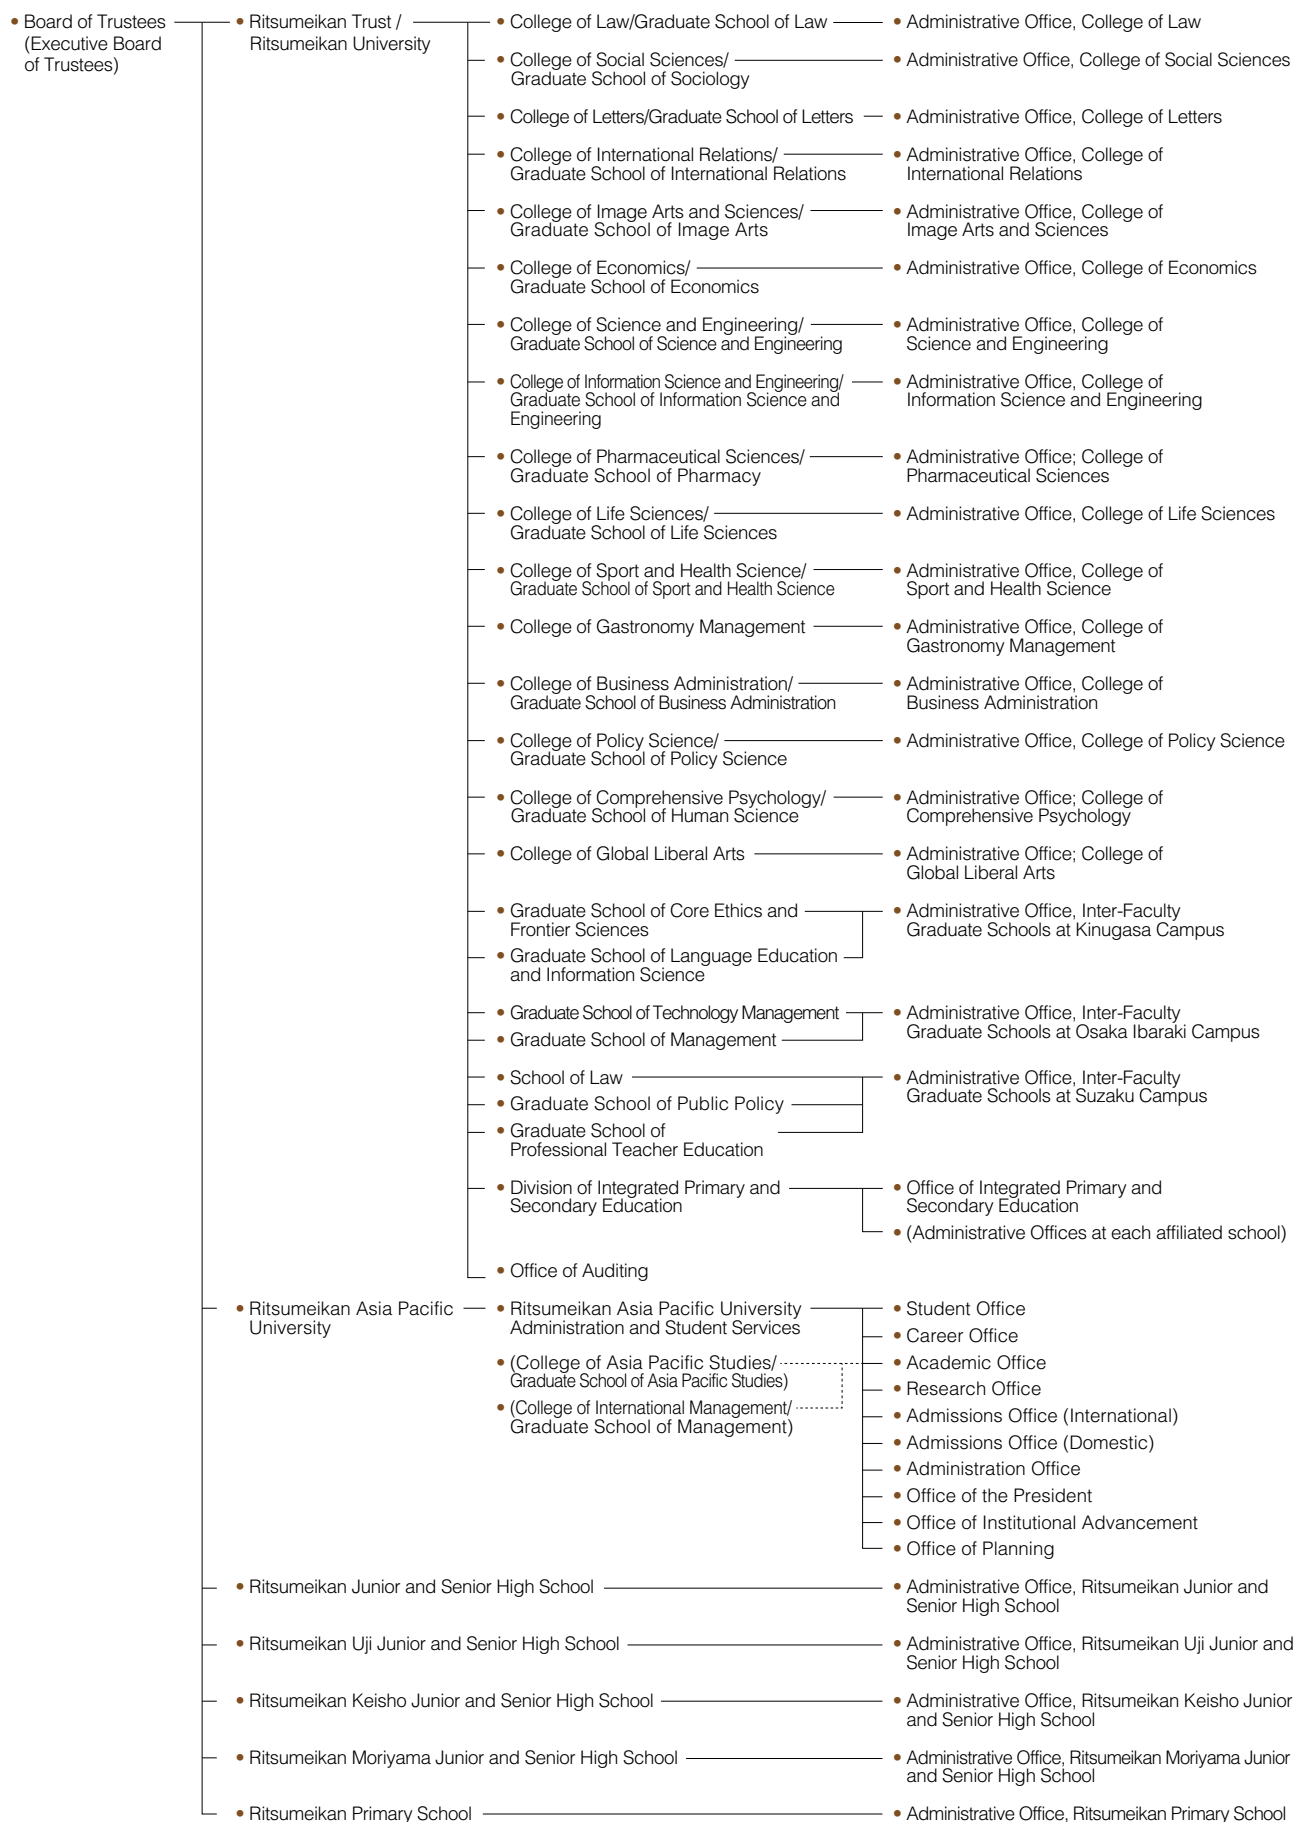 • Board of Trustees
(Executive Board
of Trustees)
• Ritsumeikan Trust /
Ritsumeikan University
• College of Law/Graduate School of Law
• Administrative Office, College of Law
• College of Social Sciences/
Graduate School of Sociology
• Administrative Office, College of Social Sciences
• College of Letters/Graduate School of Letters
• Administrative Office, College of Letters
• College of International Relations/
Graduate School of International Relations
• Administrative Office, College of
International Relations
• College of Image Arts and Sciences/
Graduate School of Image Arts
• Administrative Office, College of
Image Arts and Sciences
• College of Economics/
Graduate School of Economics
• Administrative Office, College of Economics
• College of Science and Engineering/
Graduate School of Science and Engineering
• Administrative Office, College of
Science and Engineering
• College of Information Science and Engineering/
Graduate School of Information Science and
Engineering
• Administrative Office, College of
Information Science and Engineering
• College of Pharmaceutical Sciences/
Graduate School of Pharmacy
• Administrative Office; College of
Pharmaceutical Sciences
• College of Life Sciences/
Graduate School of Life Sciences
• Administrative Office, College of Life Sciences
• College of Sport and Health Science/
Graduate School of Sport and Health Science
• Administrative Office, College of
Sport and Health Science
• College of Gastronomy Management
• Administrative Office, College of
Gastronomy Management
• College of Business Administration/
Graduate School of Business Administration
• Administrative Office, College of
Business Administration
• College of Policy Science/
Graduate School of Policy Science
• Administrative Office, College of Policy Science
• College of Comprehensive Psychology/
Graduate School of Human Science
• Administrative Office; College of
Comprehensive Psychology
• College of Global Liberal Arts
• Administrative Office; College of
Global Liberal Arts
• Graduate School of Core Ethics and
Frontier Sciences
• Graduate School of Language Education
and Information Science
• Administrative Office, Inter-Faculty
Graduate Schools at Kinugasa Campus
• Graduate School of Technology Management
• Graduate School of Management
• Administrative Office, Inter-Faculty
Graduate Schools at Osaka Ibaraki Campus
• School of Law
• Graduate School of Public Policy
• Graduate School of
Professional Teacher Education
• Administrative Office, Inter-Faculty
Graduate Schools at Suzaku Campus
• Division of Integrated Primary and
Secondary Education
• Office of Integrated Primary and
Secondary Education
• (Administrative Offices at each affiliated school)
• Office of Auditing
• Ritsumeikan Asia Pacific
University
• Ritsumeikan Asia Pacific University
Administration and Student Services
• (College of Asia Pacific Studies/
Graduate School of Asia Pacific Studies)
• (College of International Management/
Graduate School of Management)
• Student Office
• Career Office
• Academic Office
• Research Office
• Admissions Office (International)
• Admissions Office (Domestic)
• Administration Office
• Office of the President
• Office of Institutional Advancement
• Office of Planning
• Ritsumeikan Junior and Senior High School
• Administrative Office, Ritsumeikan Junior and
Senior High School
• Ritsumeikan Uji Junior and Senior High School
• Administrative Office, Ritsumeikan Uji Junior and
Senior High School
• Ritsumeikan Keisho Junior and Senior High School
• Administrative Office, Ritsumeikan Keisho Junior
and Senior High School
• Ritsumeikan Moriyama Junior and Senior High School
• Administrative Office, Ritsumeikan Moriyama Junior
and Senior High School
• Ritsumeikan Primary School
• Administrative Office, Ritsumeikan Primary School